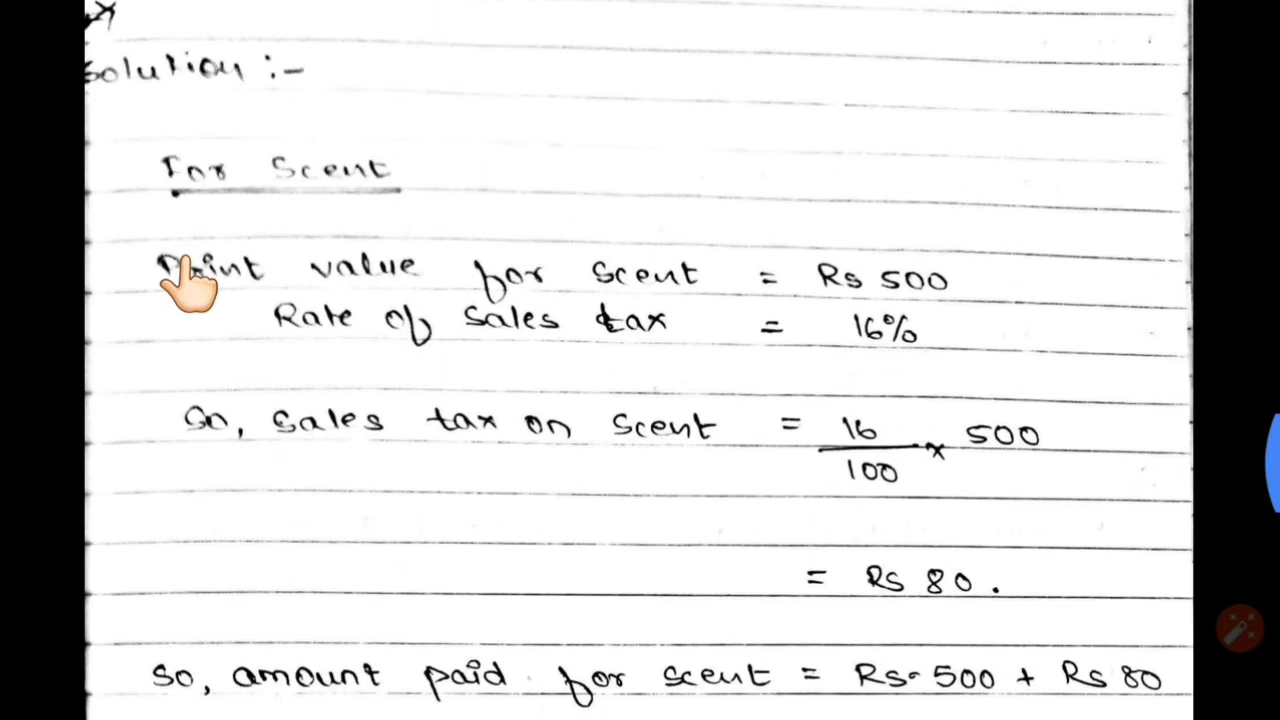 Solution :-
For Scent
Print value for scent = Rs 500
Rate of sales tax = 16%
So, sales tax on scent = 16/100 × 500
= Rs 80.
So, amount paid for scent = Rs. 500 + Rs 80